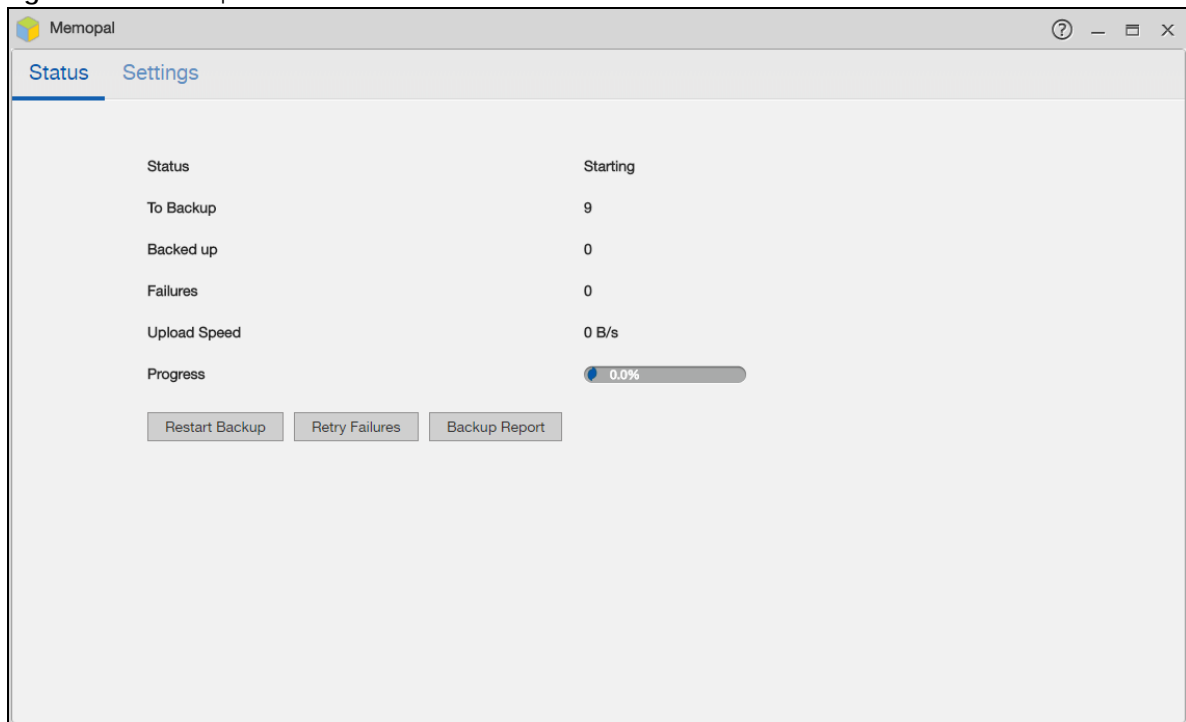 Memopal
Status Settings
Status Starting
To Backup 9
Backed up 0
Failures 0
Upload Speed 0 B/s
Progress 0.0%
Restart Backup Retry Failures Backup Report